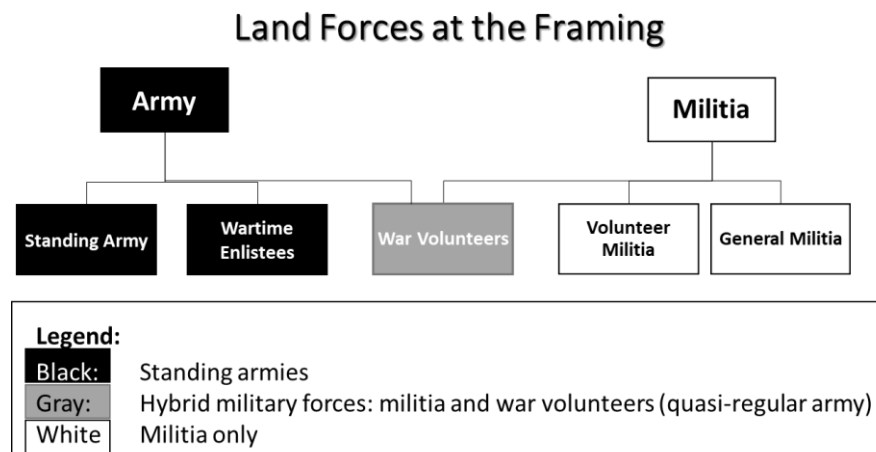 Land Forces at the Framing
Army
Militia
Standing Army
Wartime
Enlistees
War Volunteers
Volunteer
Militia
General Militia
Legend:
Black: Standing armies
Gray: Hybrid military forces: militia and war volunteers (quasi-regular army)
White Militia only